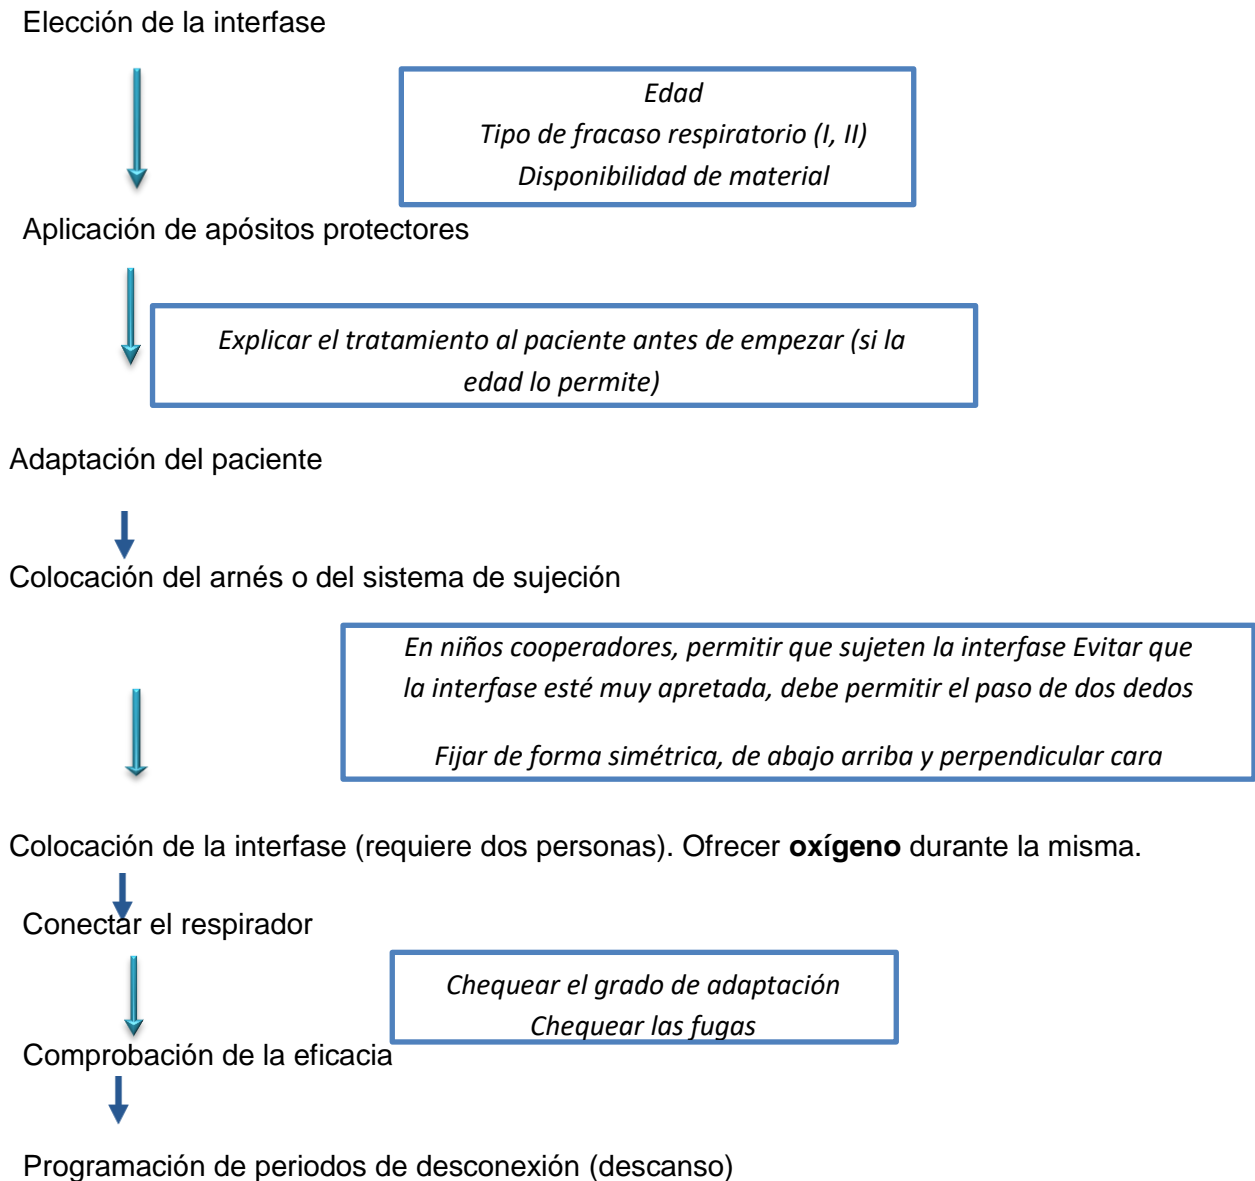 Elección de la interfase
Edad
Tipo de fracaso respiratorio (I, II)
Disponibilidad de material
Aplicación de apósitos protectores
Explicar el tratamiento al paciente antes de empezar (si la
edad lo permite)
Adaptación del paciente
Colocación del arnés o del sistema de sujeción
En niños cooperadores, permitir que sujeten la interfase Evitar que
la interfase esté muy apretada, debe permitir el paso de dos dedos
Fijar de forma simétrica, de abajo arriba y perpendicular cara
Colocación de la interfase (requiere dos personas). Ofrecer oxígeno durante la misma.
Conectar el respirador
Chequear el grado de adaptación
Chequear las fugas
Comprobación de la eficacia
Programación de periodos de desconexión (descanso)